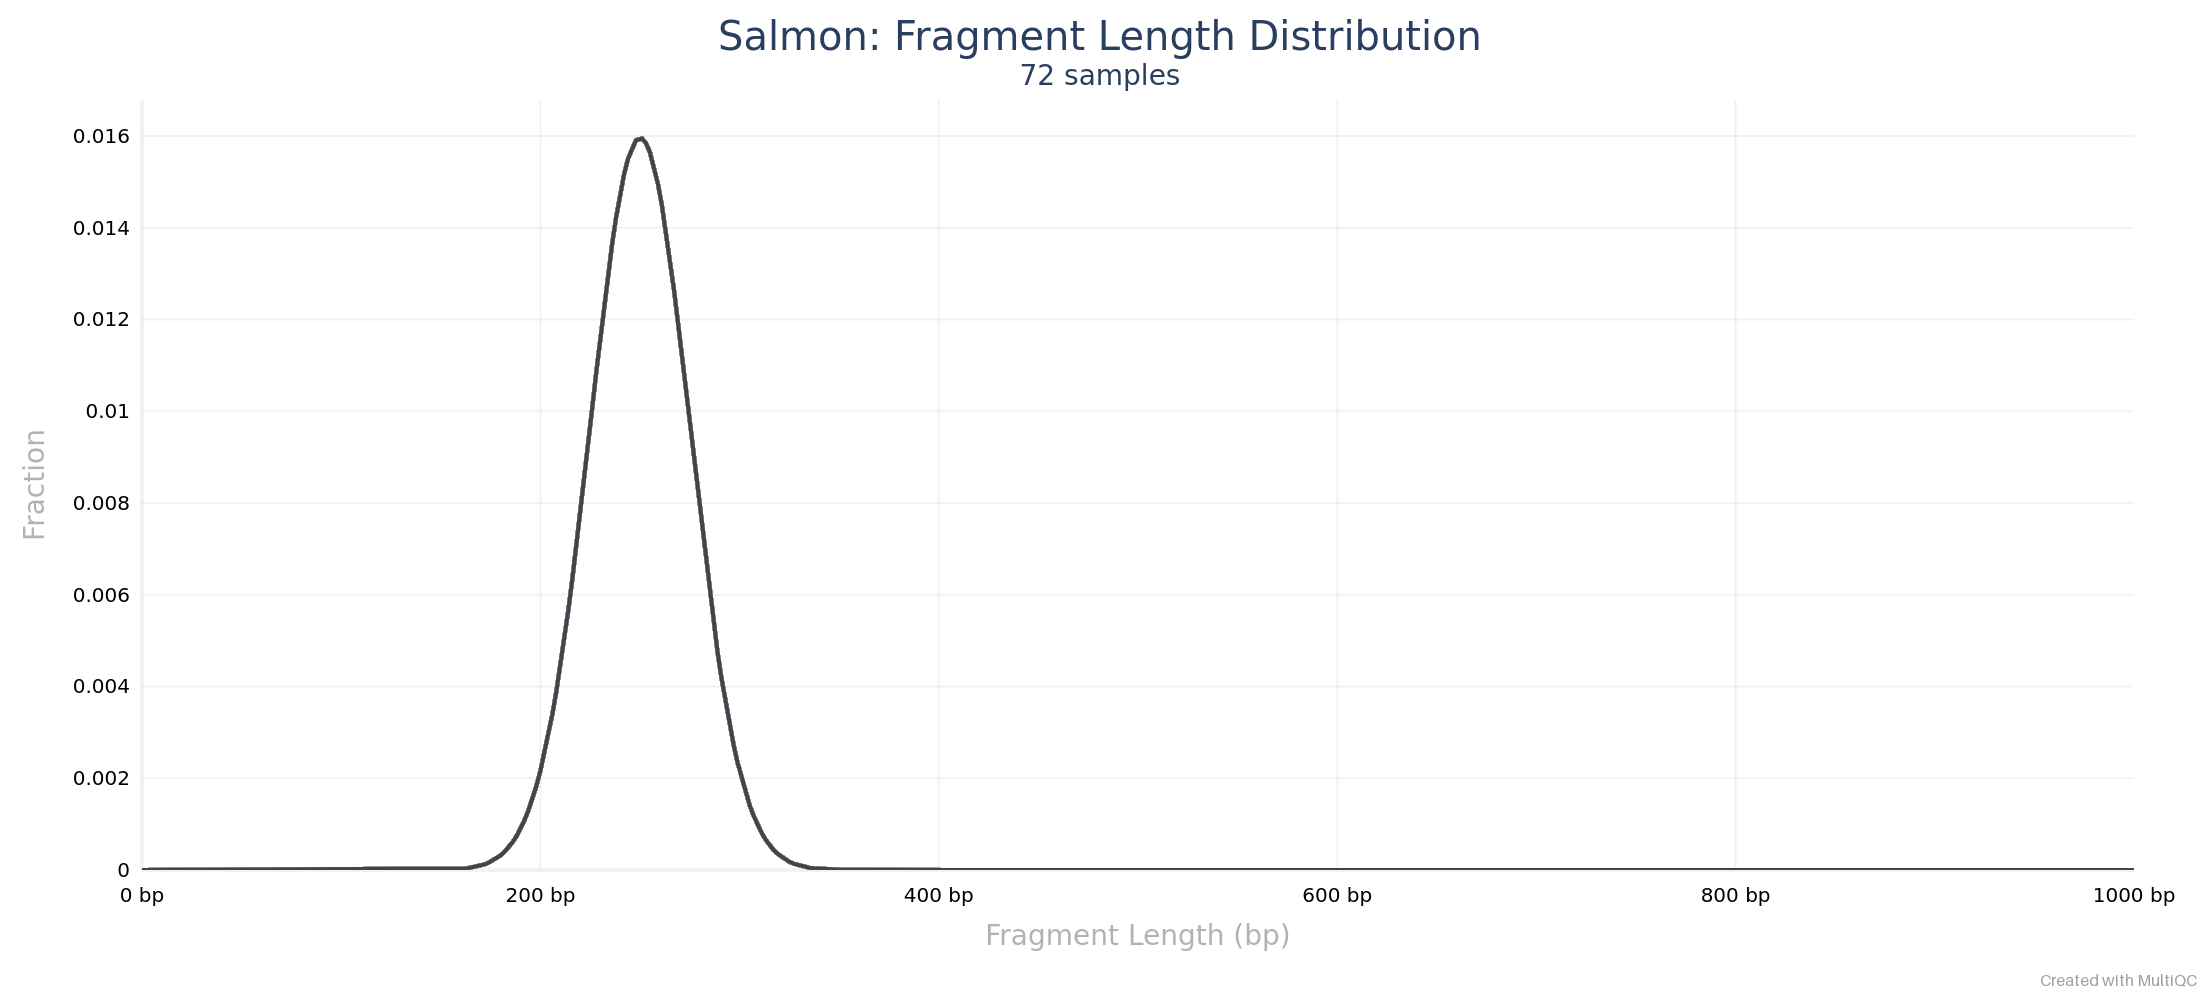 Salmon: Fragment Length Distribution
72 samples
0.016
0.014
0.012
0.01
0.008
0.006
0.004
0.002
0
Fraction
0 bp
200 bp
400 bp
600 bp
800 bp
1000 bp
Fragment Length (bp)
Created with MultiQC